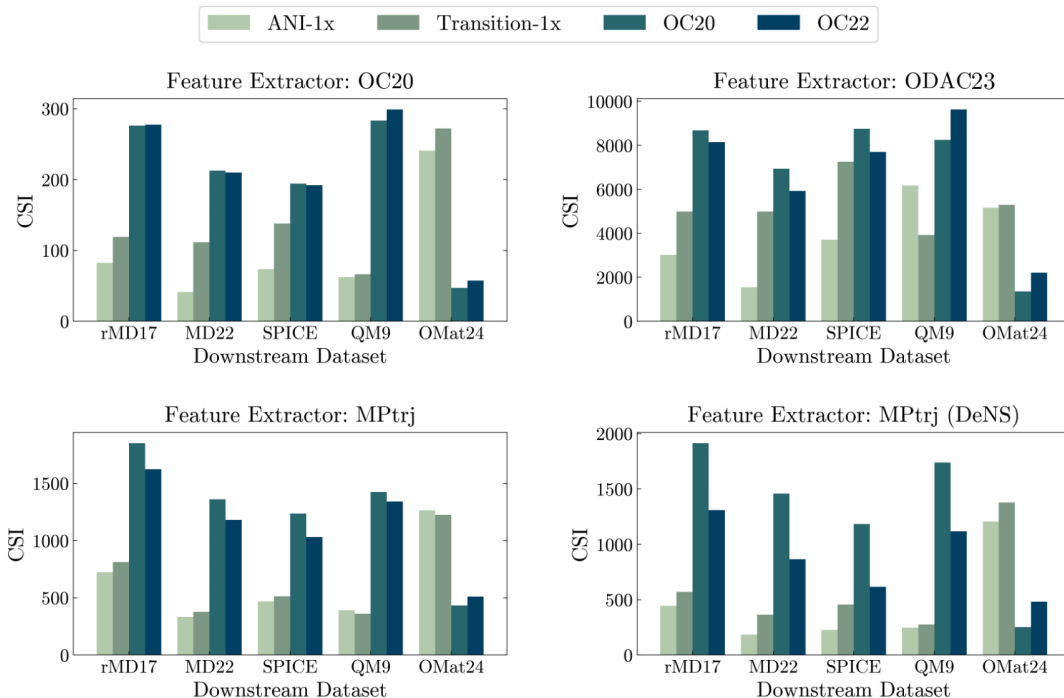 ANI-1x Transition-1x OC20 OC22
Feature Extractor: OC20
CSI
300
200
100
0
rMD17 MD22 SPICE QM9 OMat24
Downstream Dataset
Feature Extractor: ODAC23
CSI
10000
8000
6000
4000
2000
0
rMD17 MD22 SPICE QM9 OMat24
Downstream Dataset
Feature Extractor: MPtrj
CSI
1500
1000
500
0
rMD17 MD22 SPICE QM9 OMat24
Downstream Dataset
Feature Extractor: MPtrj (DeNS)
CSI
2000
1500
1000
500
0
rMD17 MD22 SPICE QM9 OMat24
Downstream Dataset